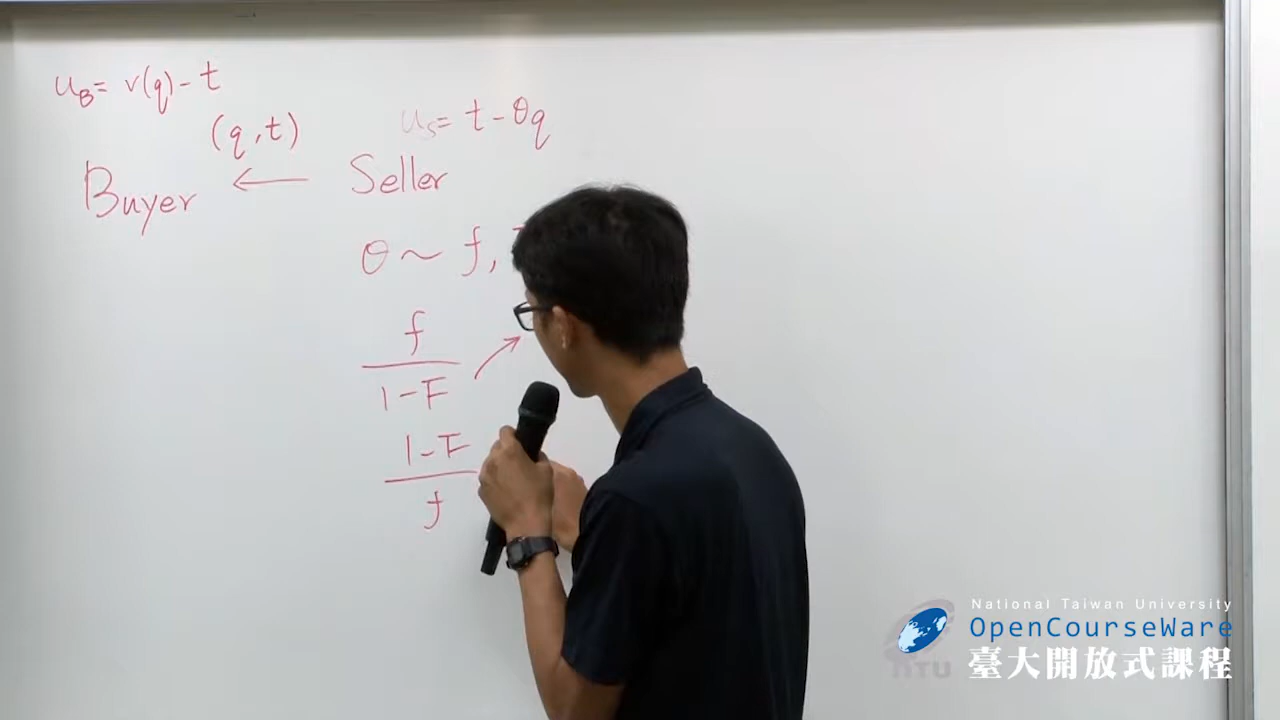 u_B = v(q) - t
(q, t)
u_S = t - θq
Buyer ← Seller
θ ~ f,
f
1-F
1-F
f
National Taiwan University
OpenCourseWare
臺大開放式課程
NTU